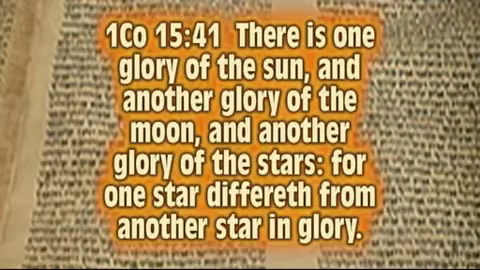 1Co 15:41 There is one
glory of the sun, and
another glory of the
moon, and another
glory of the stars: for
one star differeth from
another star in glory.